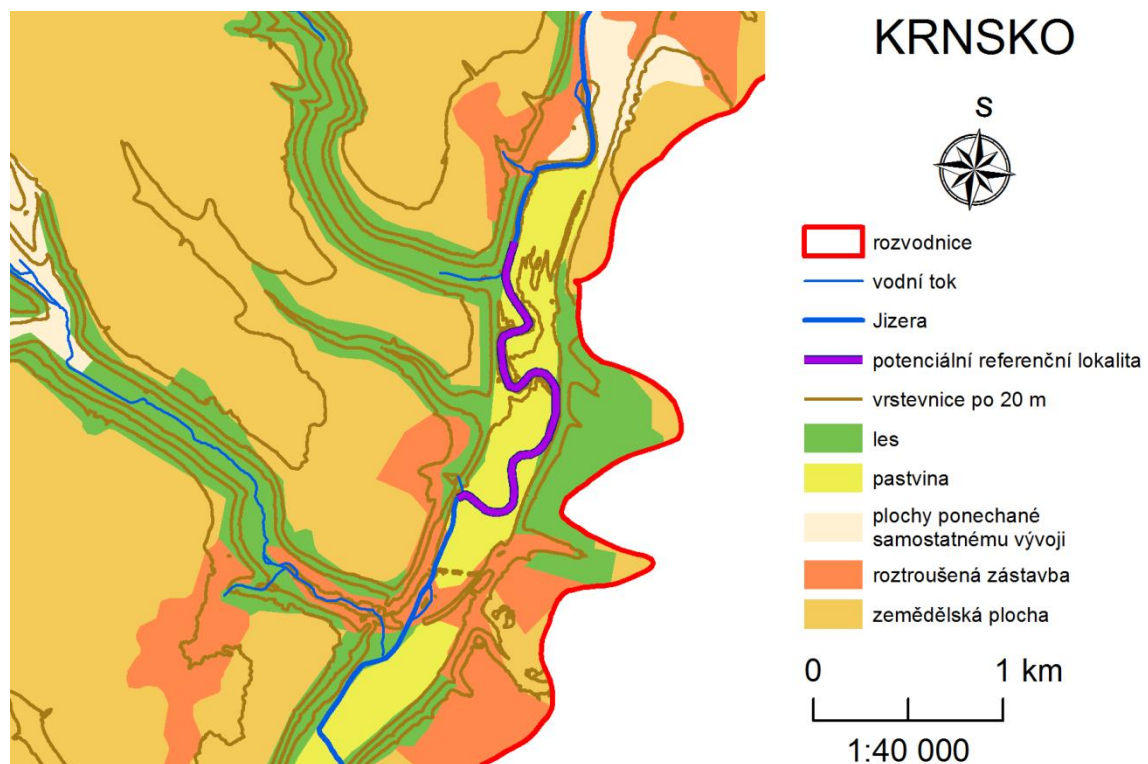 KRNSKO
S
rozvodnice
vodní tok
Jizera
potenciální referenční lokalita
vrstevnice po 20 m
les
pastvina
plochy ponechané
samostatnému vývoji
roztroušená zástavba
zemědělská plocha
0 1 km
1:40 000